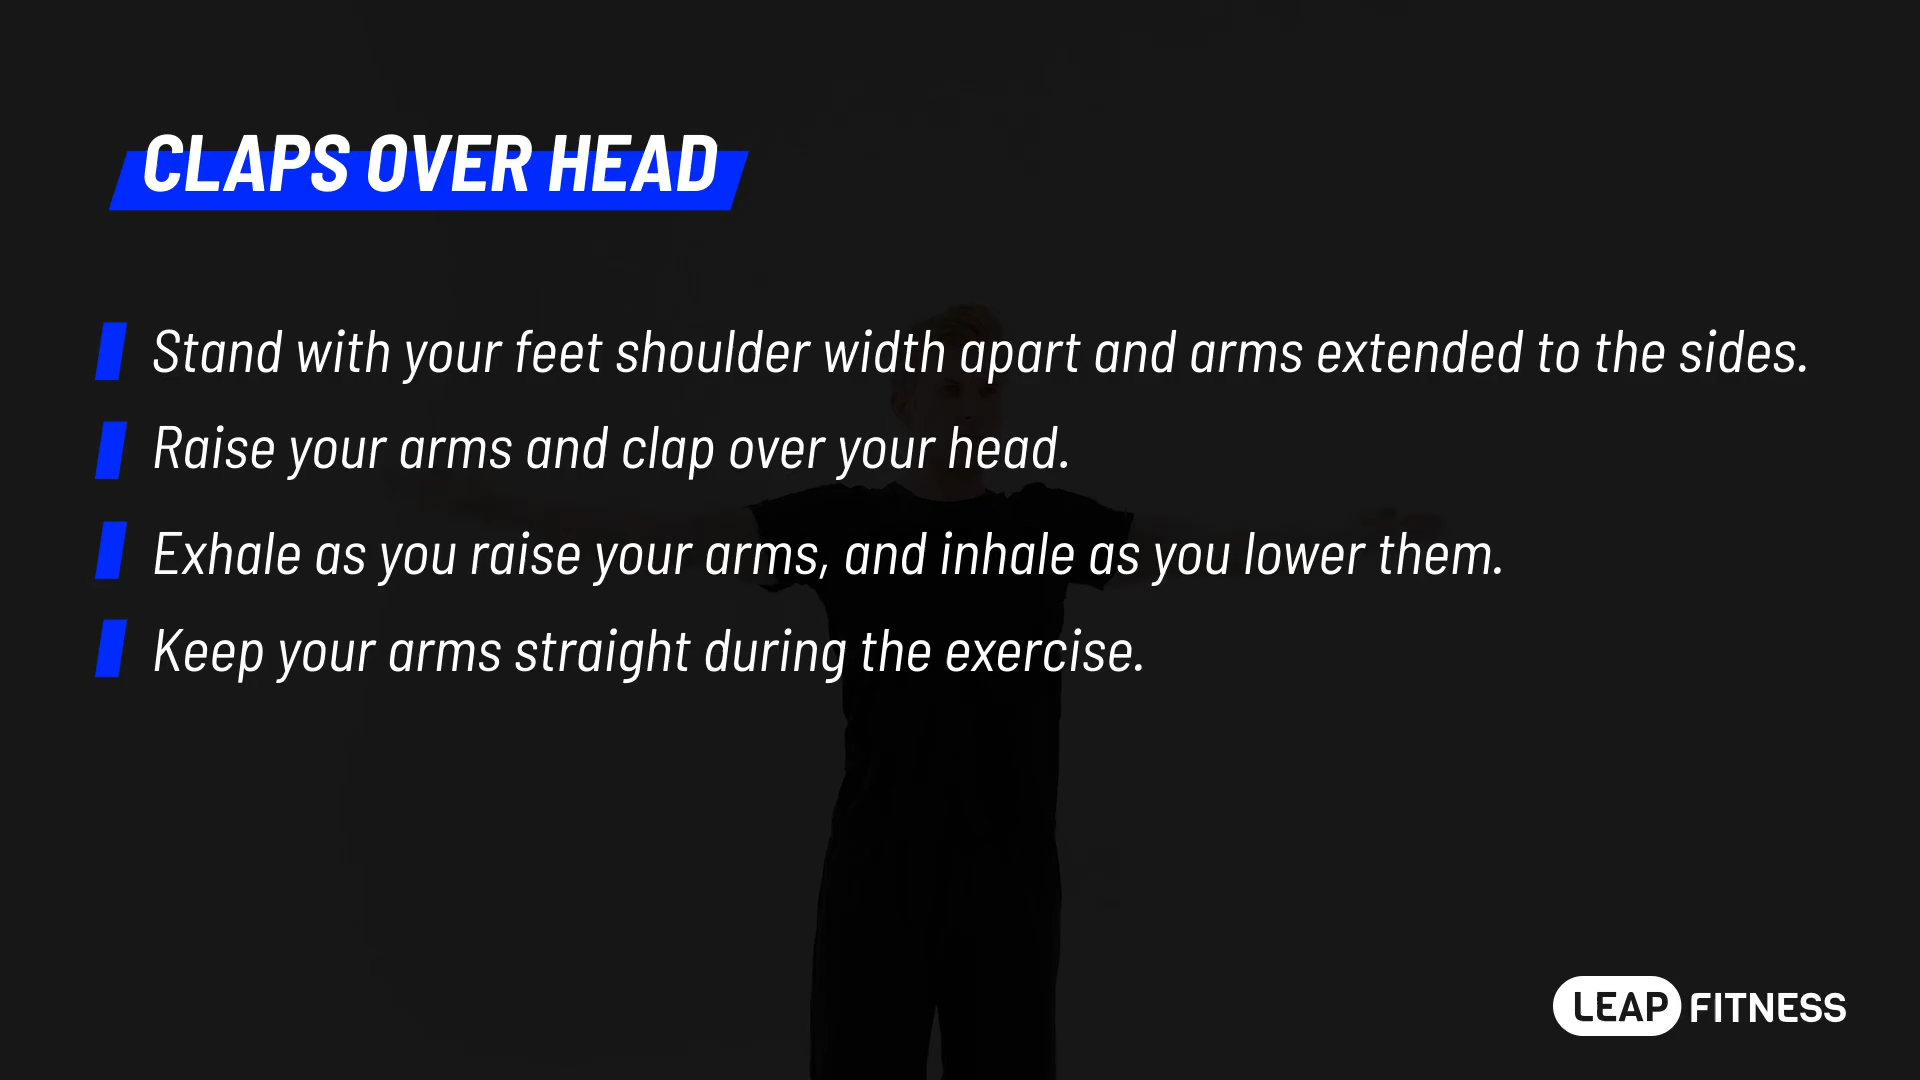 CLAPS OVER HEAD
Stand with your feet shoulder width apart and arms extended to the sides.
Raise your arms and clap over your head.
Exhale as you raise your arms, and inhale as you lower them.
Keep your arms straight during the exercise.
LEAP FITNESS